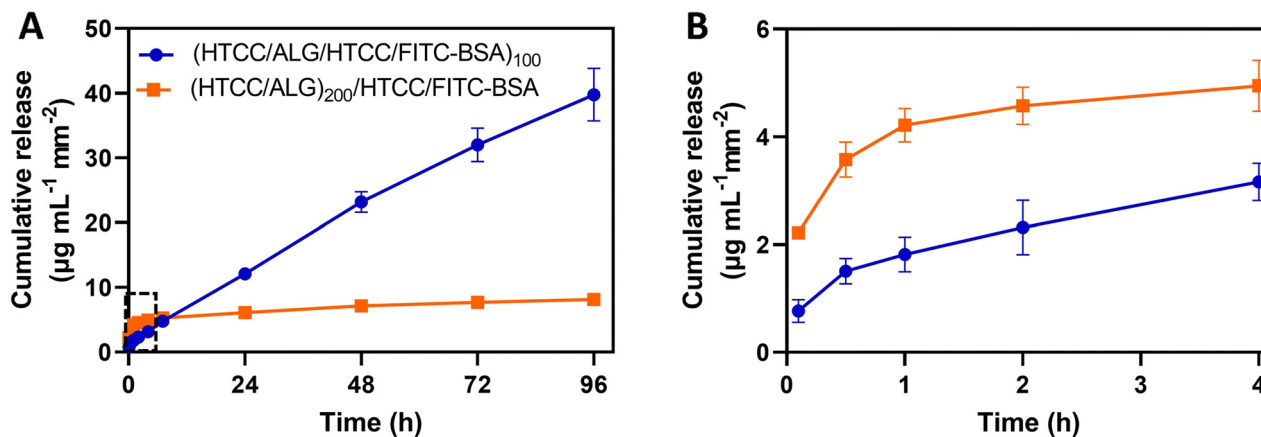 A
Cumulative release
(µg mL⁻¹ mm⁻²)
50
40
30
20
10
0
(HTCC/ALG/HTCC/FITC-BSA)₁₀₀
(HTCC/ALG)₂₀₀/HTCC/FITC-BSA
0 24 48 72 96
Time (h)
B
Cumulative release
(µg mL⁻¹mm⁻²)
6
4
2
0
0 1 2 3 4
Time (h)